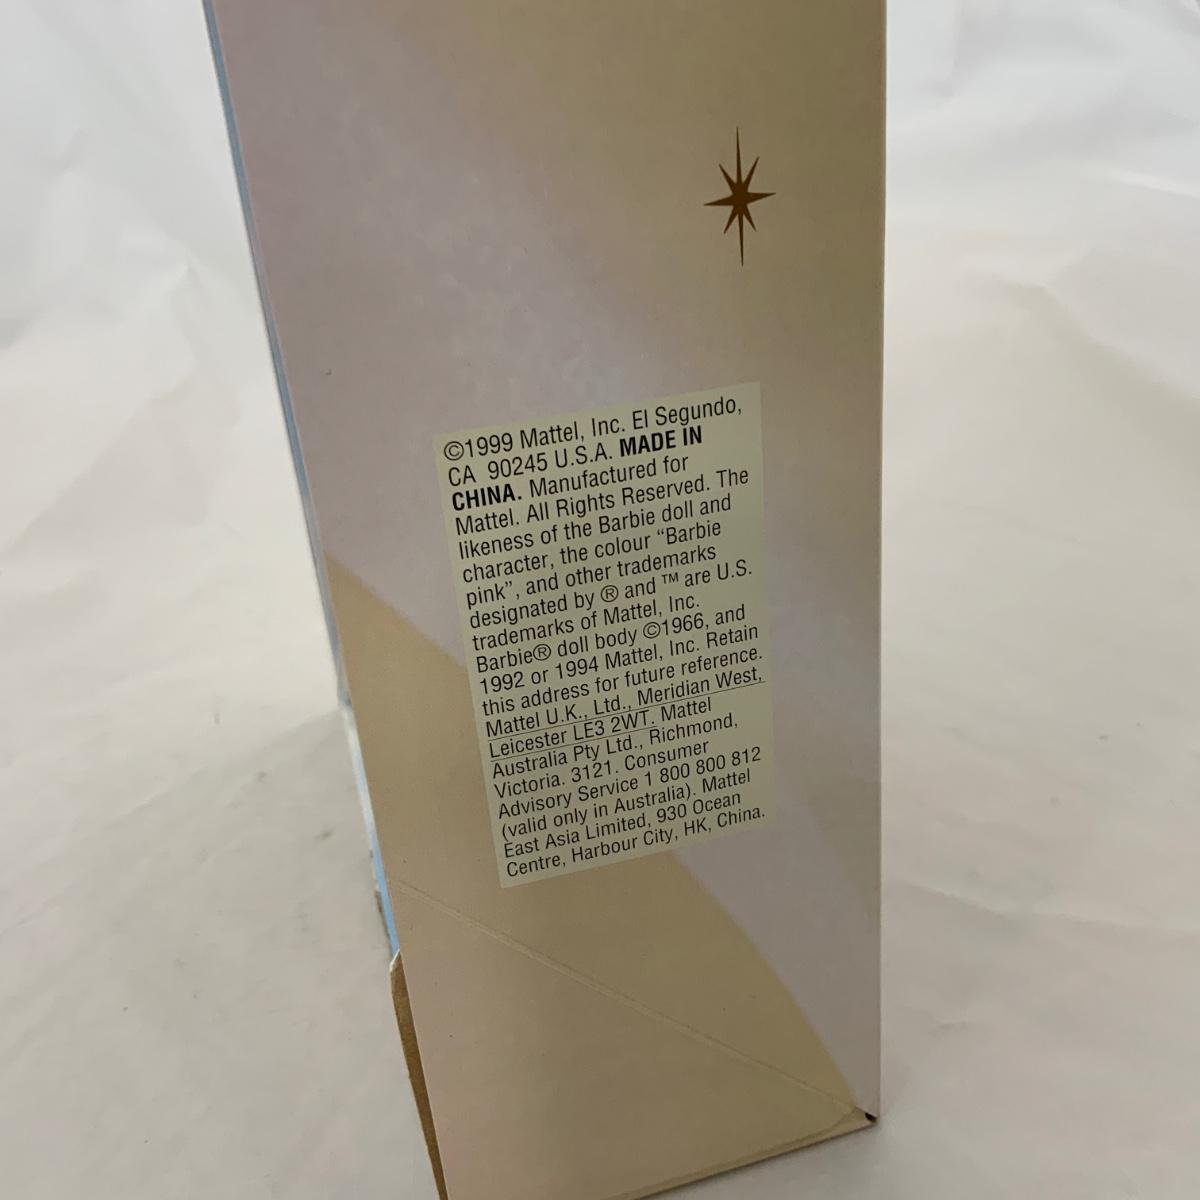 ©1999 Mattel, Inc. El Segundo,
CA 90245 U.S.A. MADE IN
CHINA. Manufactured for
Mattel. All Rights Reserved. The
likeness of the Barbie doll and
character, the colour “Barbie
pink”, and other trademarks
designated by ® and ™ are U.S.
trademarks of Mattel, Inc.
Barbie® doll body ©1966, and
1992 or 1994 Mattel, Inc. Retain
this address for future reference.
Mattel U.K., Ltd., Meridian West,
Leicester LE3 2WT. Mattel
Australia Pty Ltd., Richmond,
Victoria. 3121. Consumer
Advisory Service 1 800 800 812
(valid only in Australia). Mattel
East Asia Limited, 930 Ocean
Centre, Harbour City, HK, China.